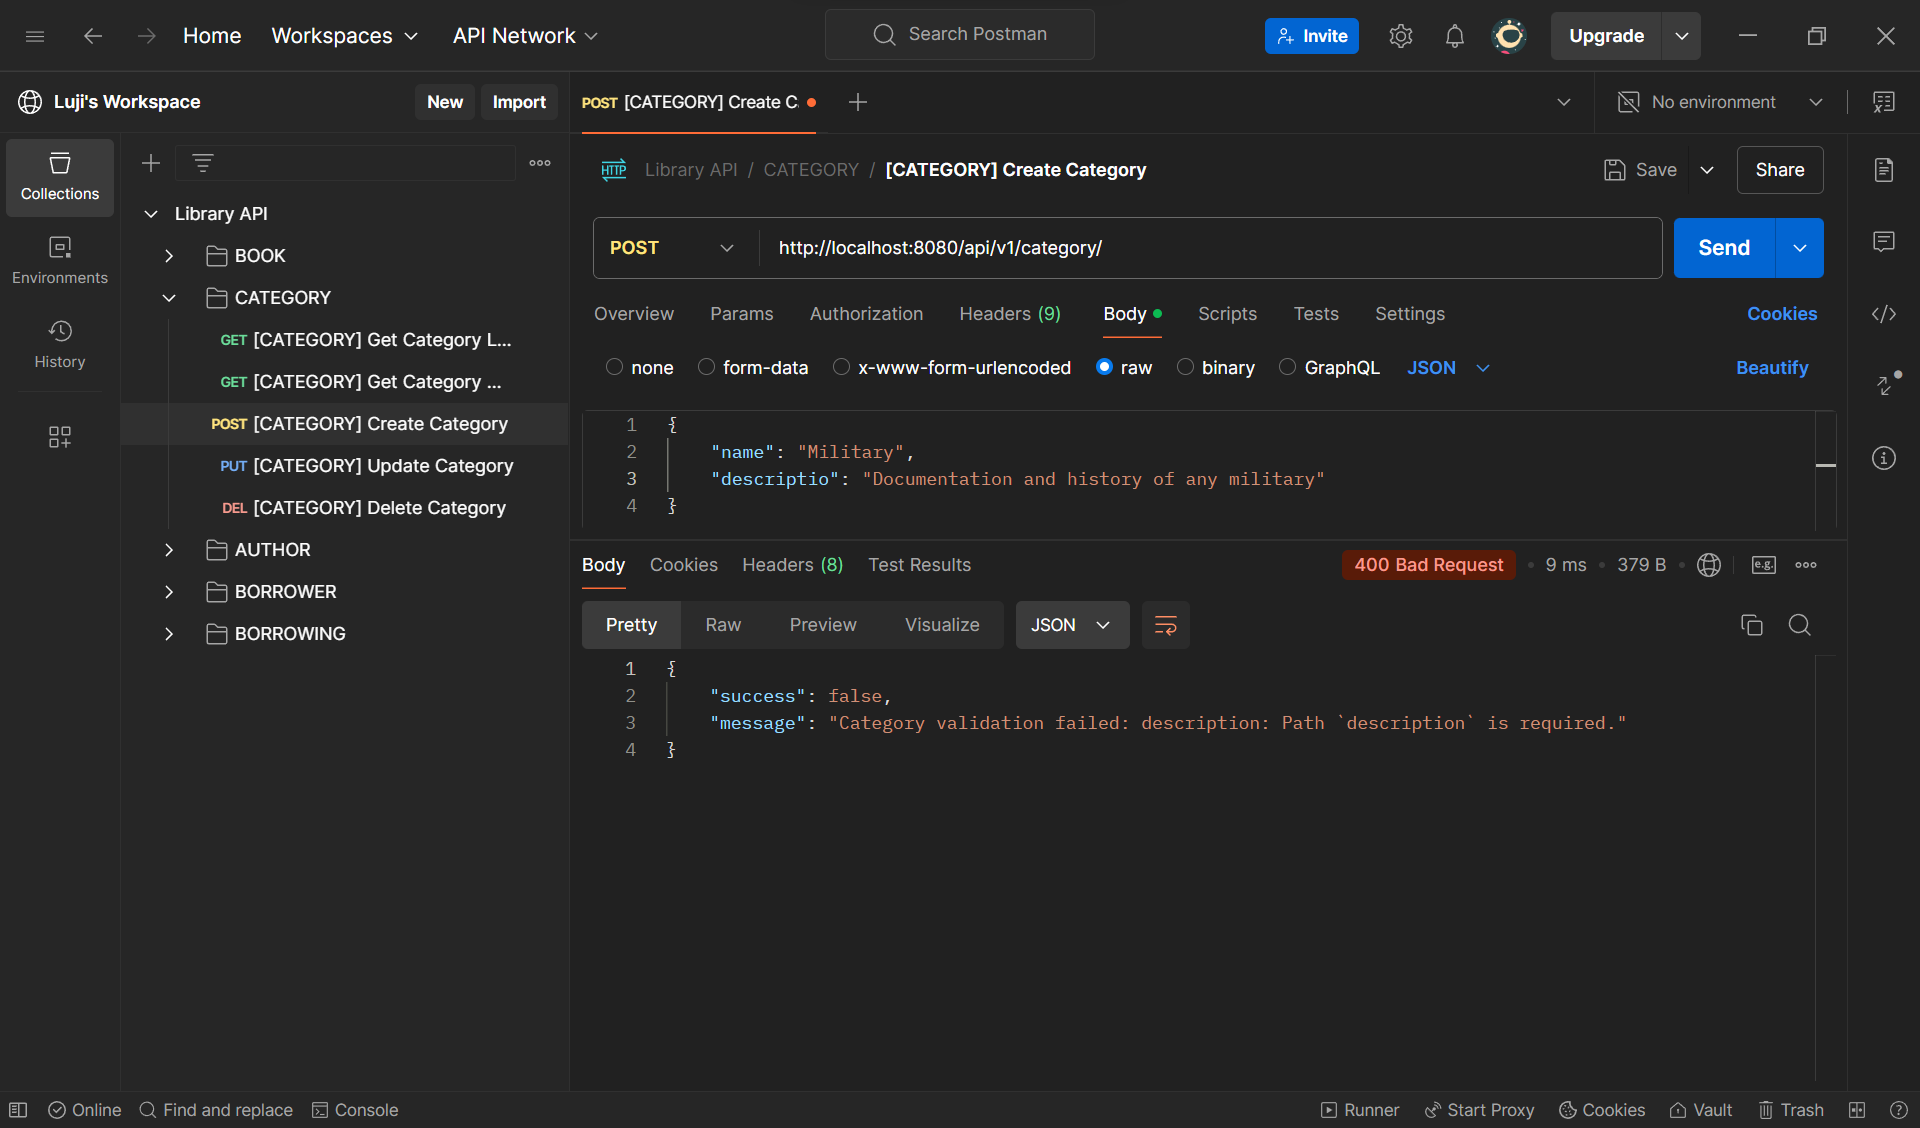 Home Workspaces API Network Search Postman Invite Upgrade
Luji's Workspace New Import POST [CATEGORY] Create C No environment
Collections
Environments
History
Library API
BOOK
CATEGORY
GET [CATEGORY] Get Category L...
GET [CATEGORY] Get Category ...
POST [CATEGORY] Create Category
PUT [CATEGORY] Update Category
DEL [CATEGORY] Delete Category
AUTHOR
BORROWER
BORROWING
HTTP Library API / CATEGORY / [CATEGORY] Create Category Save Share
POST http://localhost:8080/api/v1/category/ Send
Overview Params Authorization Headers (9) Body Scripts Tests Settings Cookies
none form-data x-www-form-urlencoded raw binary GraphQL JSON Beautify
1 {
2 "name": "Military",
3 "descriptio": "Documentation and history of any military"
4 }
Body Cookies Headers (8) Test Results 400 Bad Request • 9 ms • 379 B • e.g.
Pretty Raw Preview Visualize JSON
1 {
2 "success": false,
3 "message": "Category validation failed: description: Path `description` is required."
4 }
Online Find and replace Console Runner Start Proxy Cookies Vault Trash